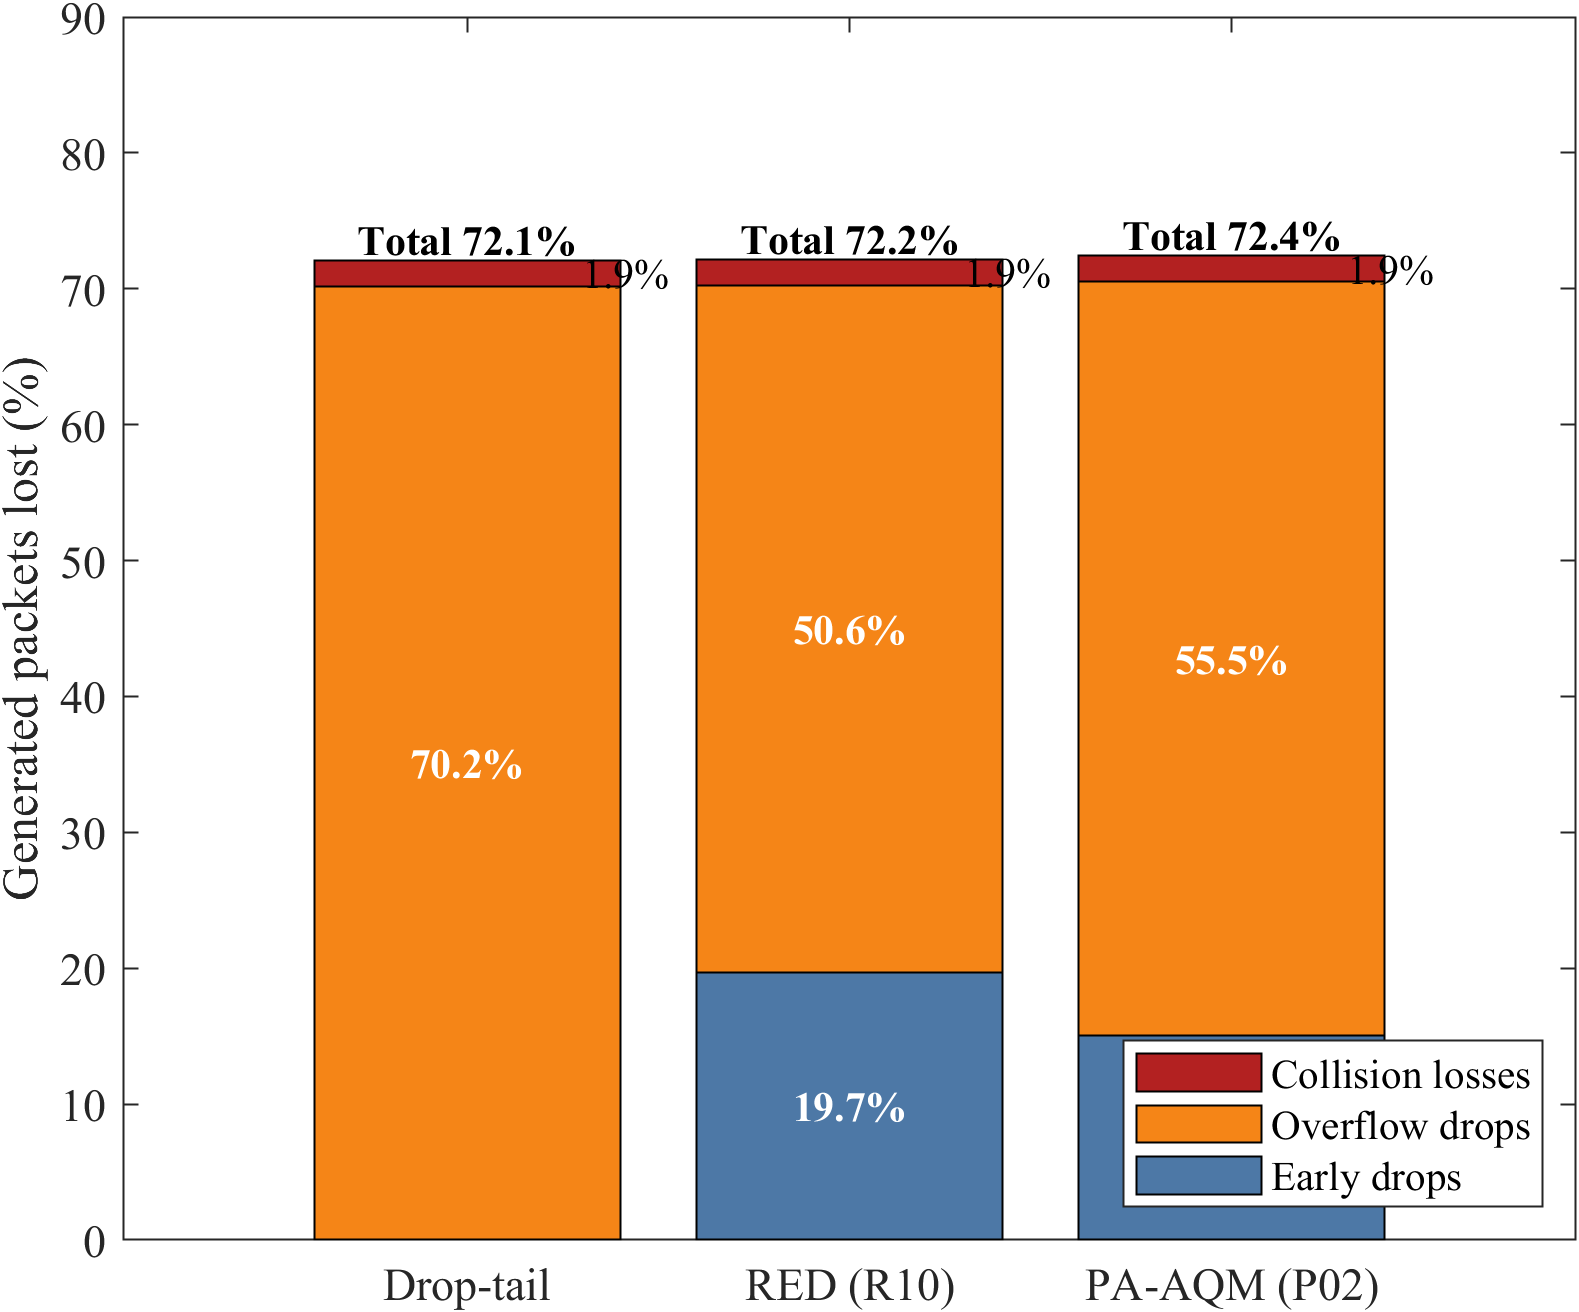 90
80
70
60
50
40
30
20
10
0
Generated packets lost (%)
Total 72.1%
1.9%
70.2%
Total 72.2%
1.9%
50.6%
19.7%
Total 72.4%
1.9%
55.5%
Collision losses
Overflow drops
Early drops
Drop-tail
RED (R10)
PA-AQM (P02)